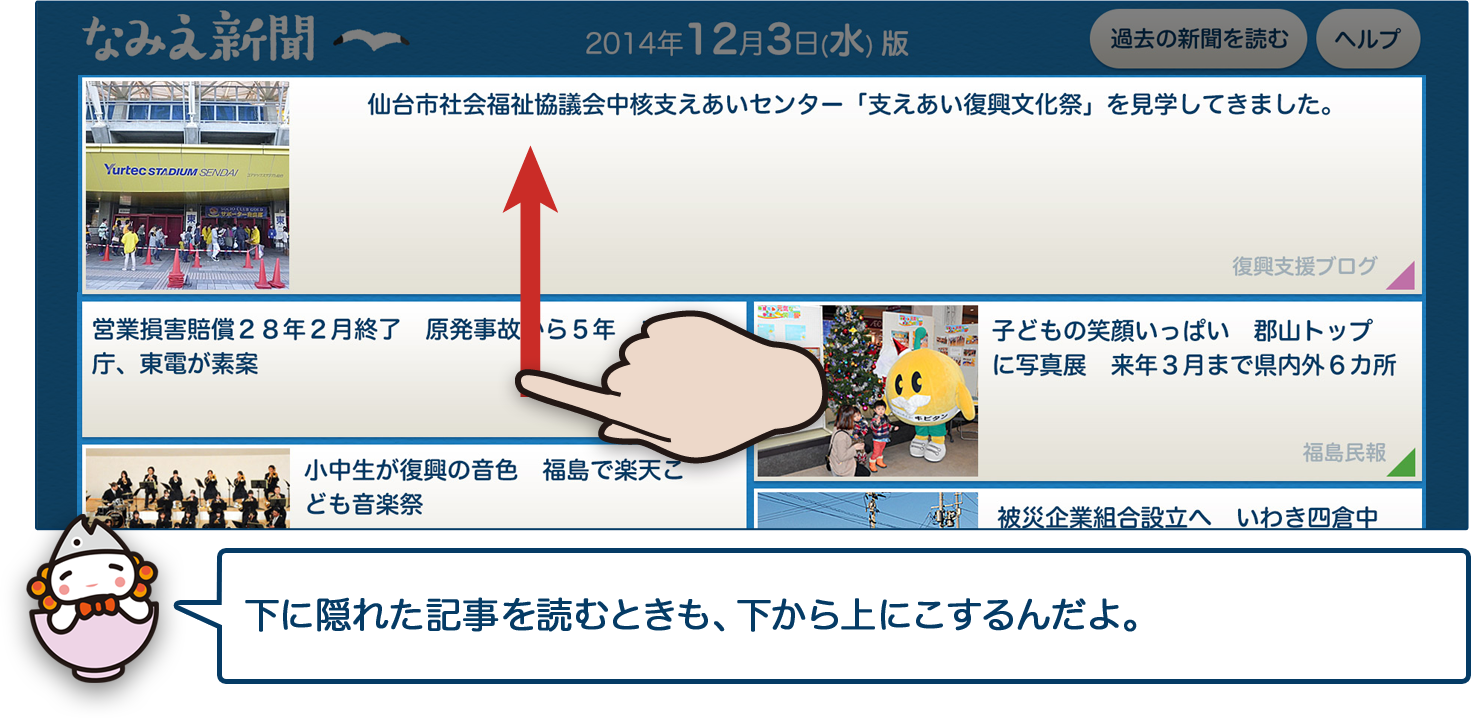 なみえ新聞
2014年12月3日(水) 版
過去の新聞を読む
ヘルプ
仙台市社会福祉協議会中核支えあいセンター「支えあい復興文化祭」を見学してきました。
Yurtec STADIUM SENDAI
東
東
復興支援ブログ
営業損害賠償２８年２月終了　原発事故から５年
庁、東電が素案
子どもの笑顔いっぱい　郡山トップ
に写真展　来年３月まで県内外６カ所
キビタン
福島民報
小中生が復興の音色　福島で楽天こ
ども音楽祭
被災企業組合設立へ　いわき四倉中
下に隠れた記事を読むときも、下から上にこするんだよ。